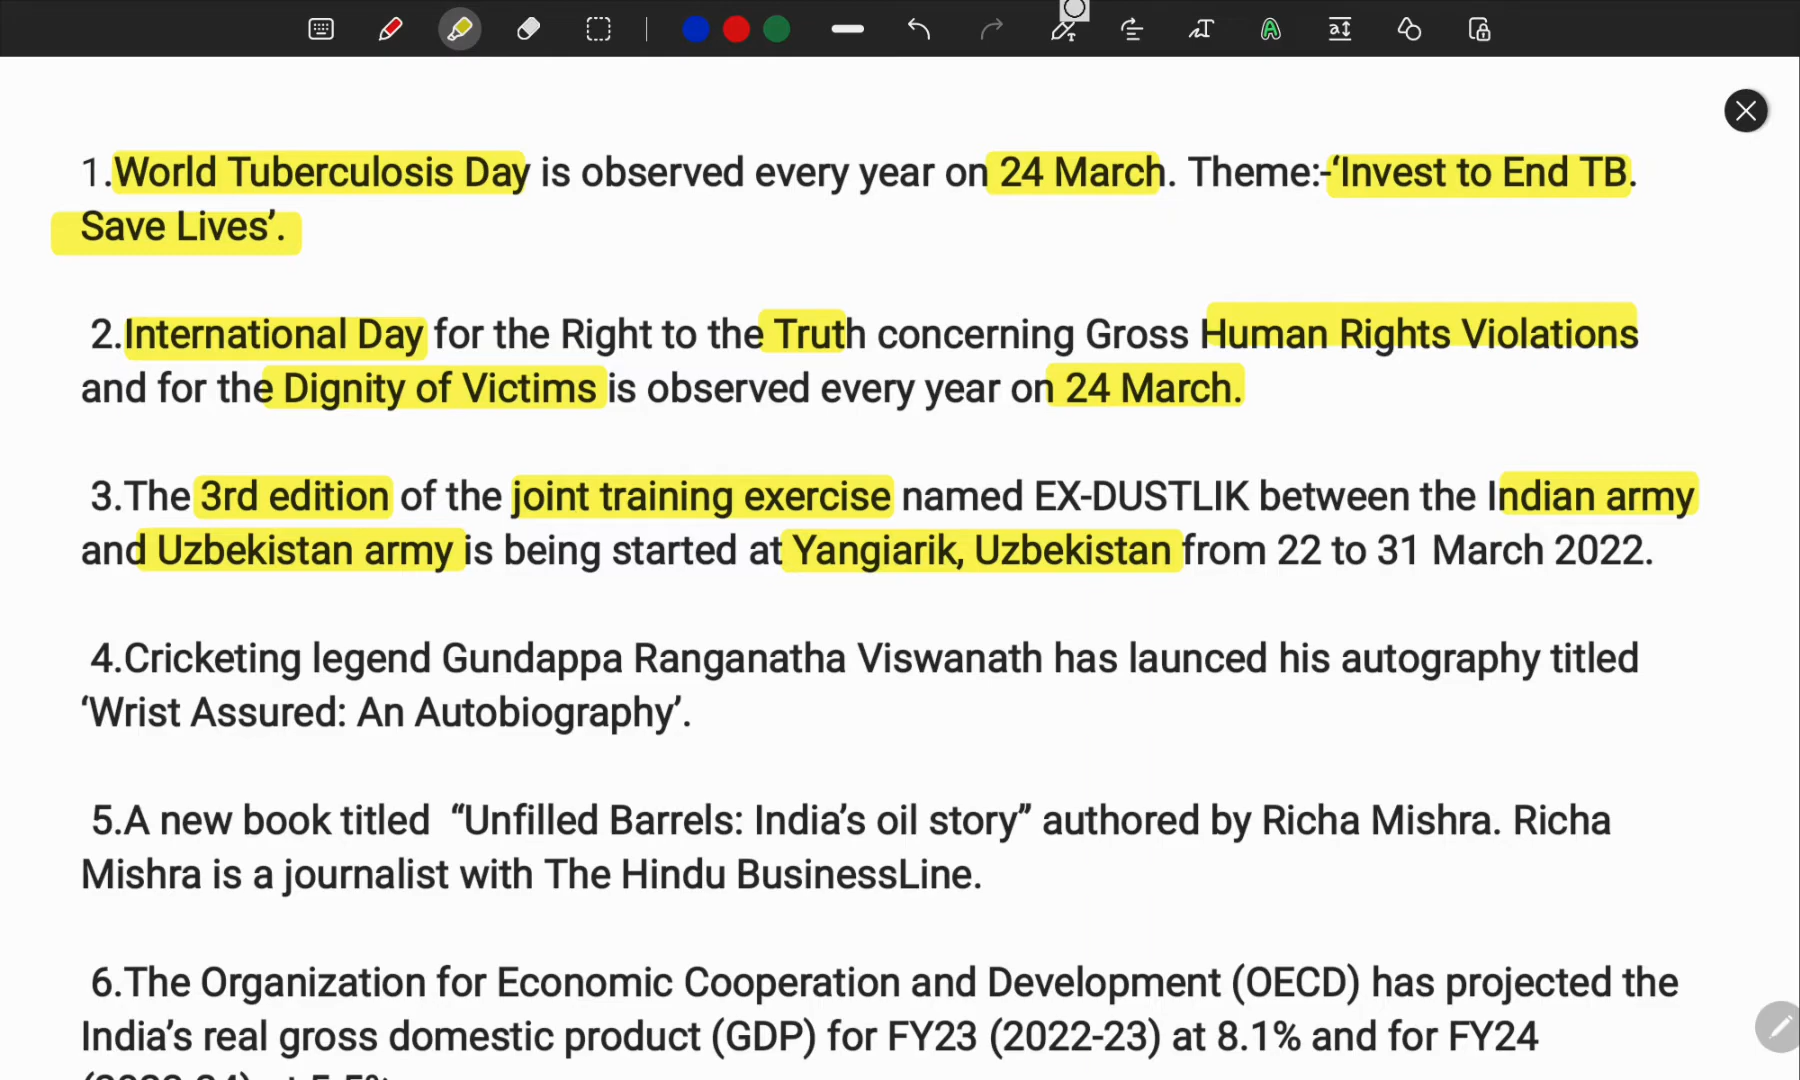 1.World Tuberculosis Day is observed every year on 24 March. Theme:-‘Invest to End TB.
Save Lives’.
2.International Day for the Right to the Truth concerning Gross Human Rights Violations
and for the Dignity of Victims is observed every year on 24 March.
3.The 3rd edition of the joint training exercise named EX-DUSTLIK between the Indian army
and Uzbekistan army is being started at Yangiarik, Uzbekistan from 22 to 31 March 2022.
4.Cricketing legend Gundappa Ranganatha Viswanath has launced his autography titled
‘Wrist Assured: An Autobiography’.
5.A new book titled “Unfilled Barrels: India’s oil story” authored by Richa Mishra. Richa
Mishra is a journalist with The Hindu BusinessLine.
6.The Organization for Economic Cooperation and Development (OECD) has projected the
India’s real gross domestic product (GDP) for FY23 (2022-23) at 8.1% and for FY24